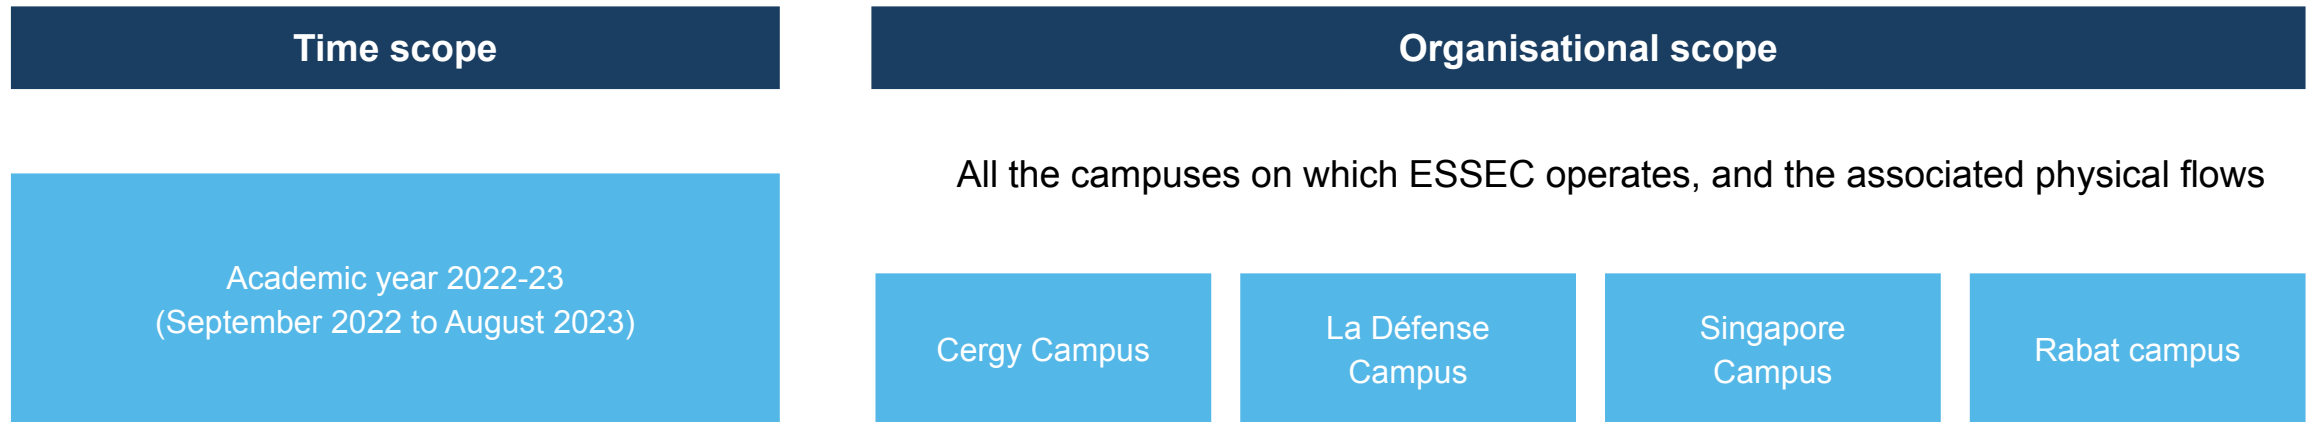 Time scope
Academic year 2022-23
(September 2022 to August 2023)
Organisational scope
All the campuses on which ESSEC operates, and the associated physical flows
Cergy Campus
La Défense
Campus
Singapore
Campus
Rabat campus